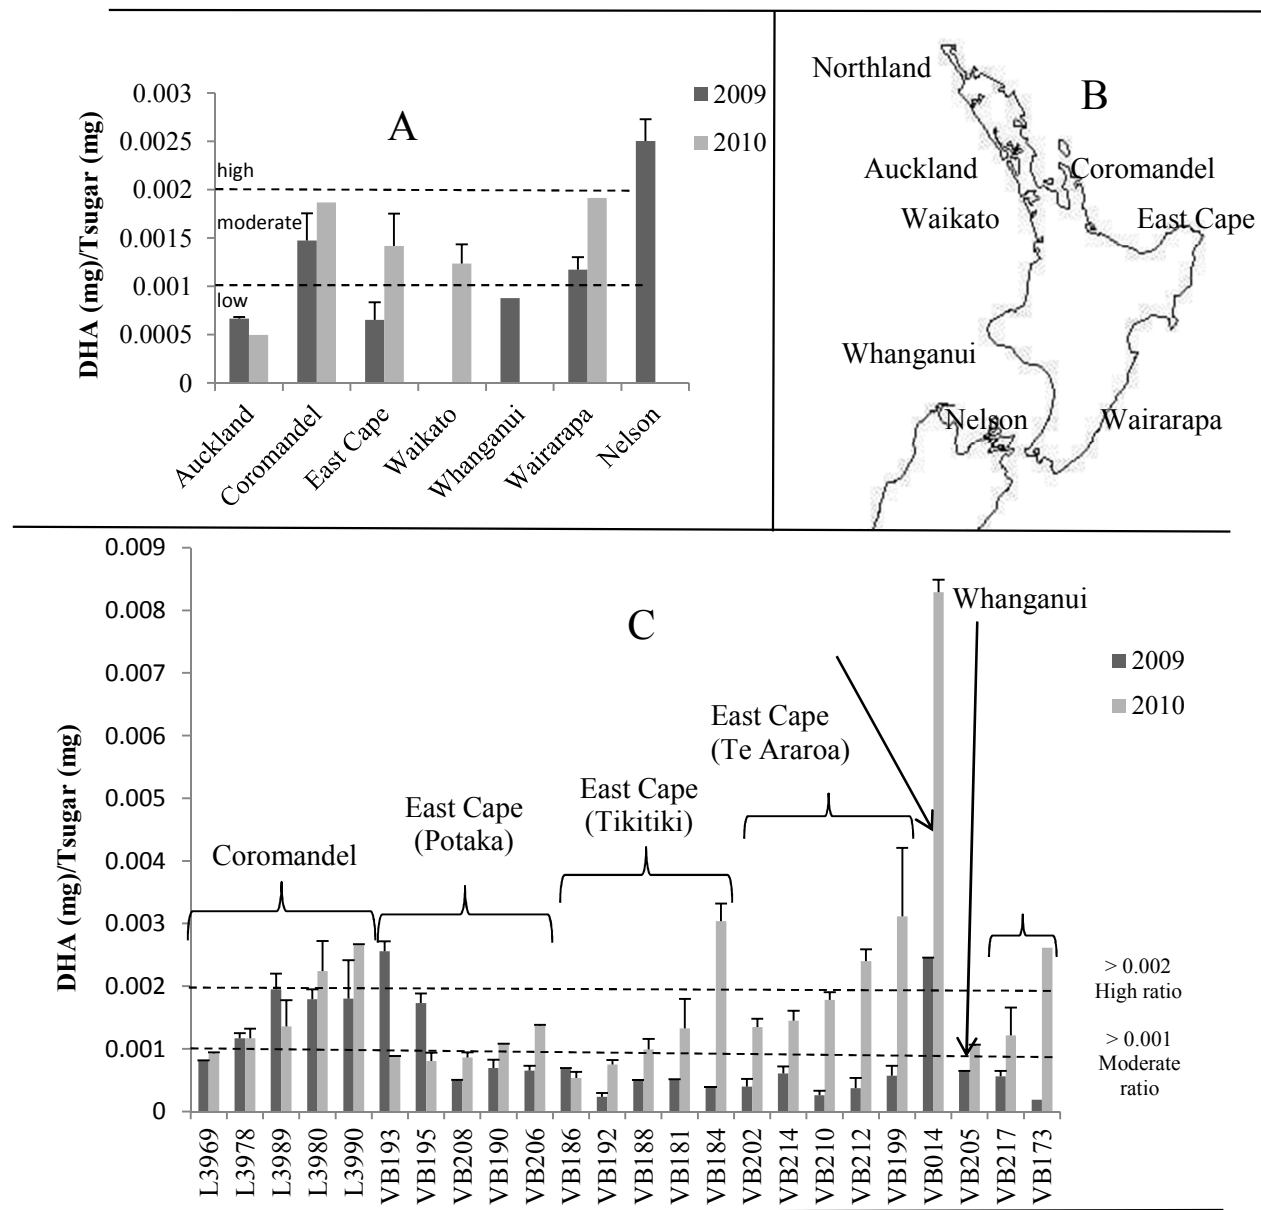 A
2009
2010
DHA (mg)/Tsugar (mg)
0.003
0.0025
0.002
0.0015
0.001
0.0005
0
high
moderate
low
Auckland
Coromandel
East Cape
Waikato
Whanganui
Wairarapa
Nelson
B
Northland
Auckland
Coromandel
Waikato
East Cape
Whanganui
Nelson
Wairarapa
C
DHA (mg)/Tsugar (mg)
0.009
0.008
0.007
0.006
0.005
0.004
0.003
0.002
0.001
0
Coromandel
East Cape
(Potaka)
East Cape
(Tikitiki)
East Cape
(Te Araroa)
Whanganui
2009
2010
> 0.002
High ratio
> 0.001
Moderate
ratio
L3969
L3978
L3989
L3980
L3990
VB193
VB195
VB208
VB190
VB206
VB186
VB192
VB188
VB181
VB184
VB202
VB214
VB210
VB212
VB199
VB014
VB205
VB217
VB173